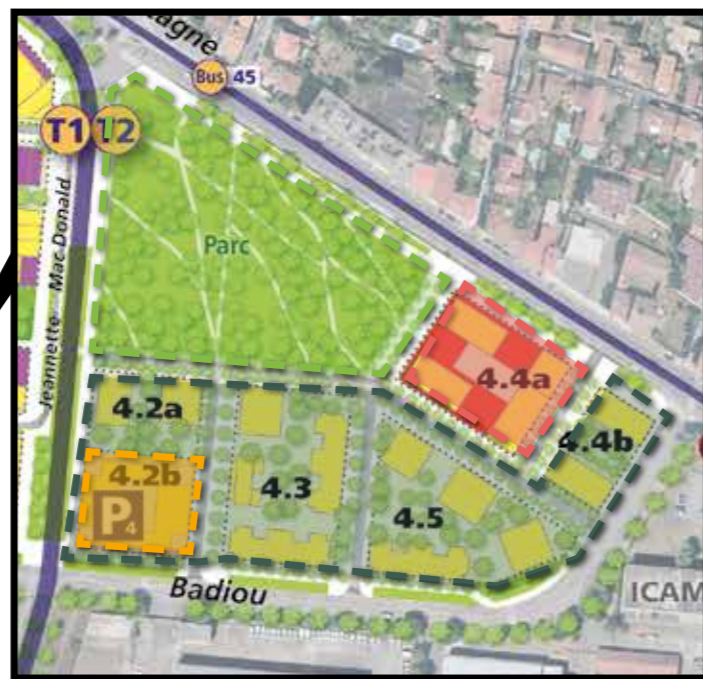 agne
Bus 45
T1 T2
Jeannette Mac Donald
Parc
4.4a
4.2a
4.4b
4.2b
4.3
P4
4.5
Badiou
ICAM